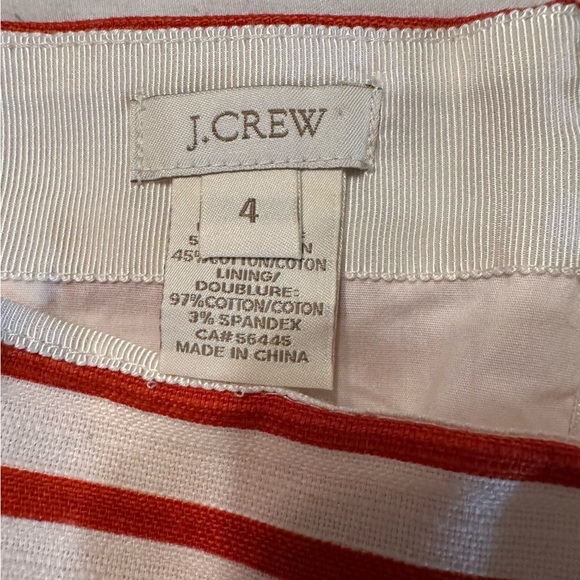 J.CREW
4
45% COTTON/COTON
LINING/
DOUBLURE:
97%COTTON/COTON
3% SPANDEX
CA# 56445
MADE IN CHINA